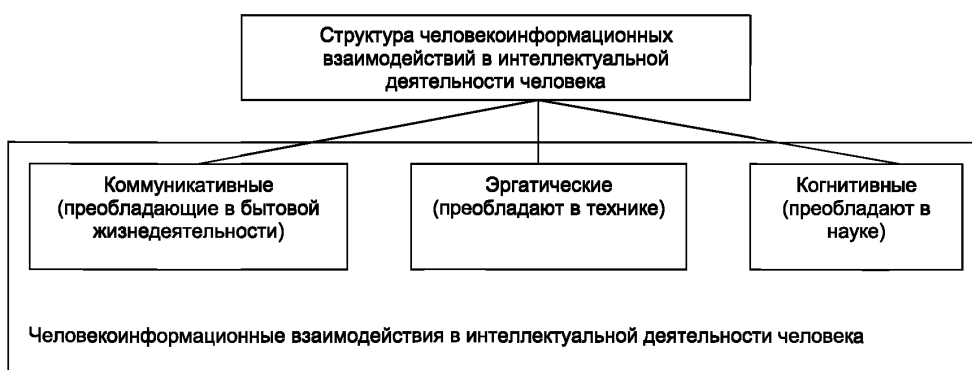 Структура человекоинформационных
взаимодействий в интеллектуальной
деятельности человека
Коммуникативные
(преобладающие в бытовой
жизнедеятельности)
Эргатические
(преобладают в технике)
Когнитивные
(преобладают в
науке)
Человекоинформационные взаимодействия в интеллектуальной деятельности человека